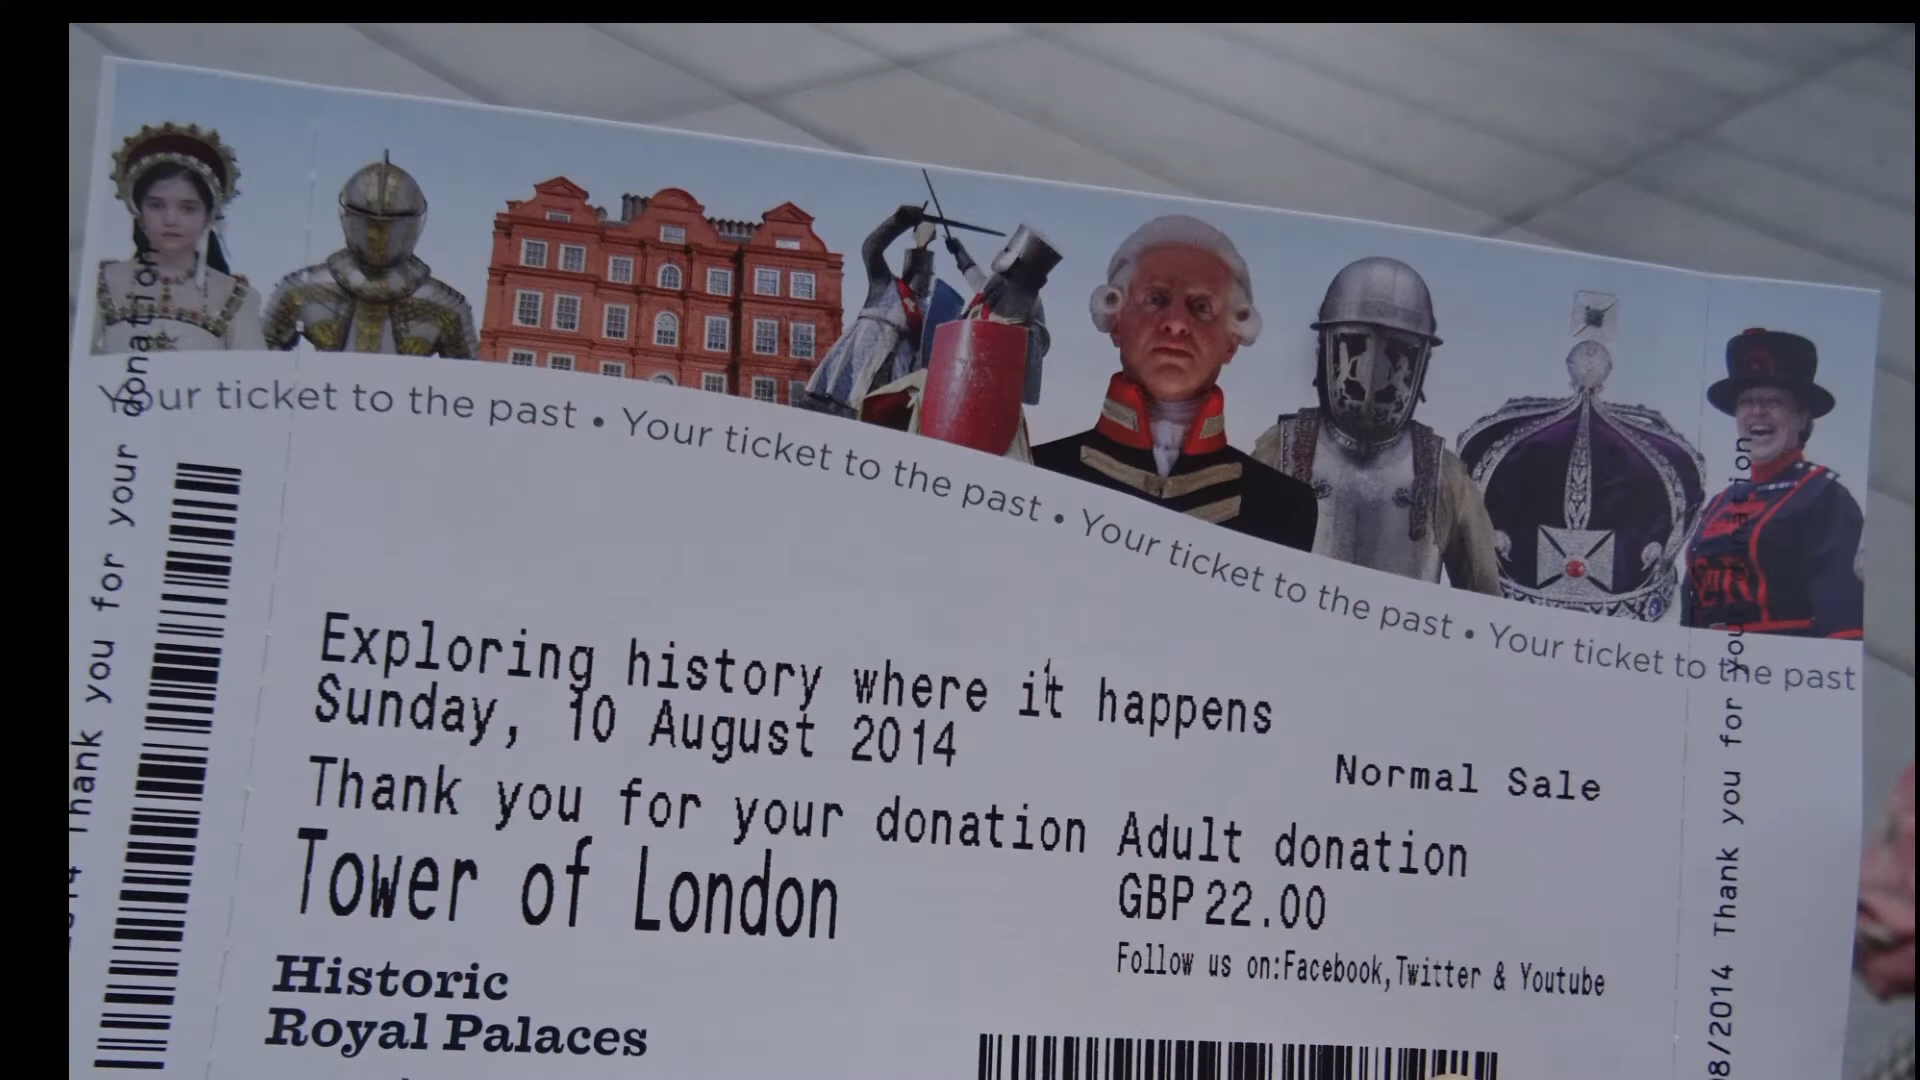 Your ticket to the past • Your ticket to the past • Your ticket to the past • Your ticket to the past
Exploring history where it happens
Sunday, 10 August 2014
Normal Sale
Thank you for your donation Adult donation
Tower of London
GBP 22.00
Follow us on:Facebook,Twitter & Youtube
Historic
Royal Palaces
Thank you for your donation
8/2014 Thank you for your